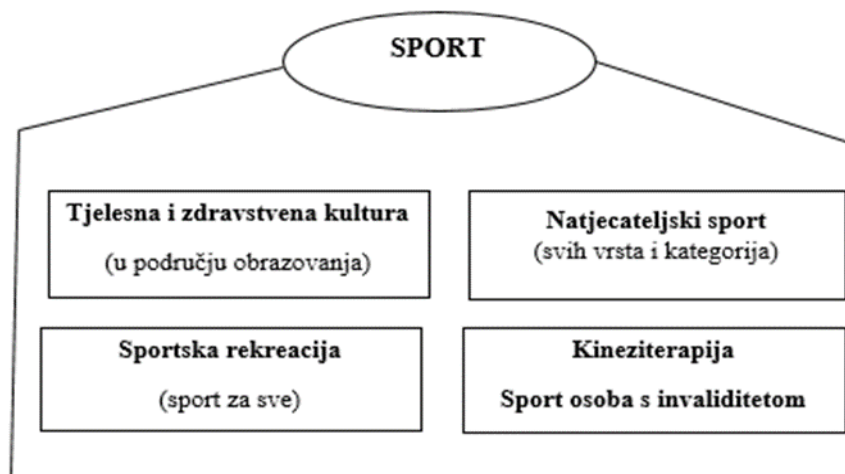 SPORT
Tjelesna i zdravstvena kultura
(u području obrazovanja)
Natjecateljski sport
(svih vrsta i kategorija)
Sportska rekreacija
(sport za sve)
Kineziterapija
Sport osoba s invaliditetom